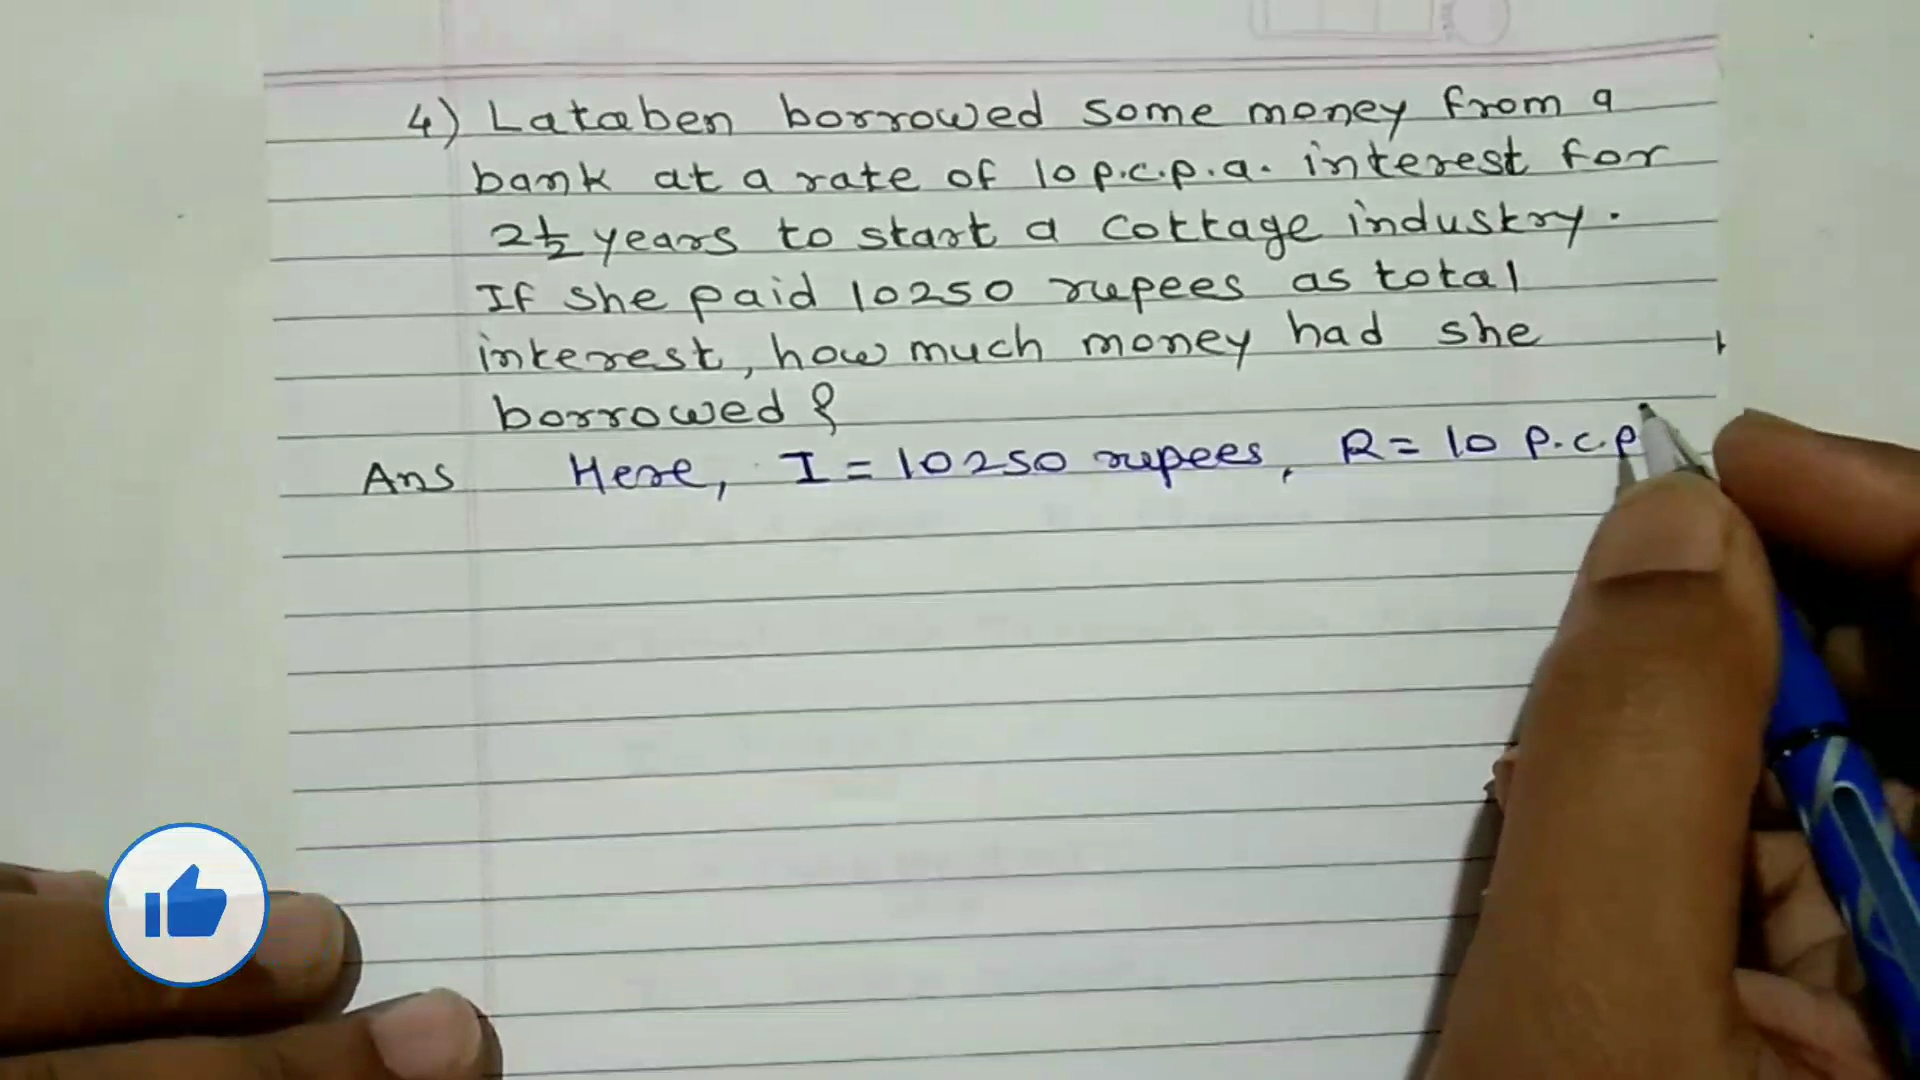 4) Lataben borrowed some money from a
bank at a rate of 10 p.c.p.a. interest for
2½ years to start a cottage industry.
If she paid 10250 rupees as total
interest, how much money had she
borrowed ?
Ans Here, I = 10250 rupees, R = 10 p.c.p